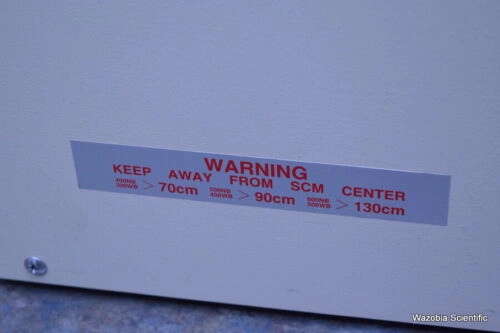 WARNING
KEEP AWAY FROM SCM CENTER
400NB 300WB > 70cm 500NB 400WB > 90cm 600NB 500WB > 130cm
Wazobia Scientific